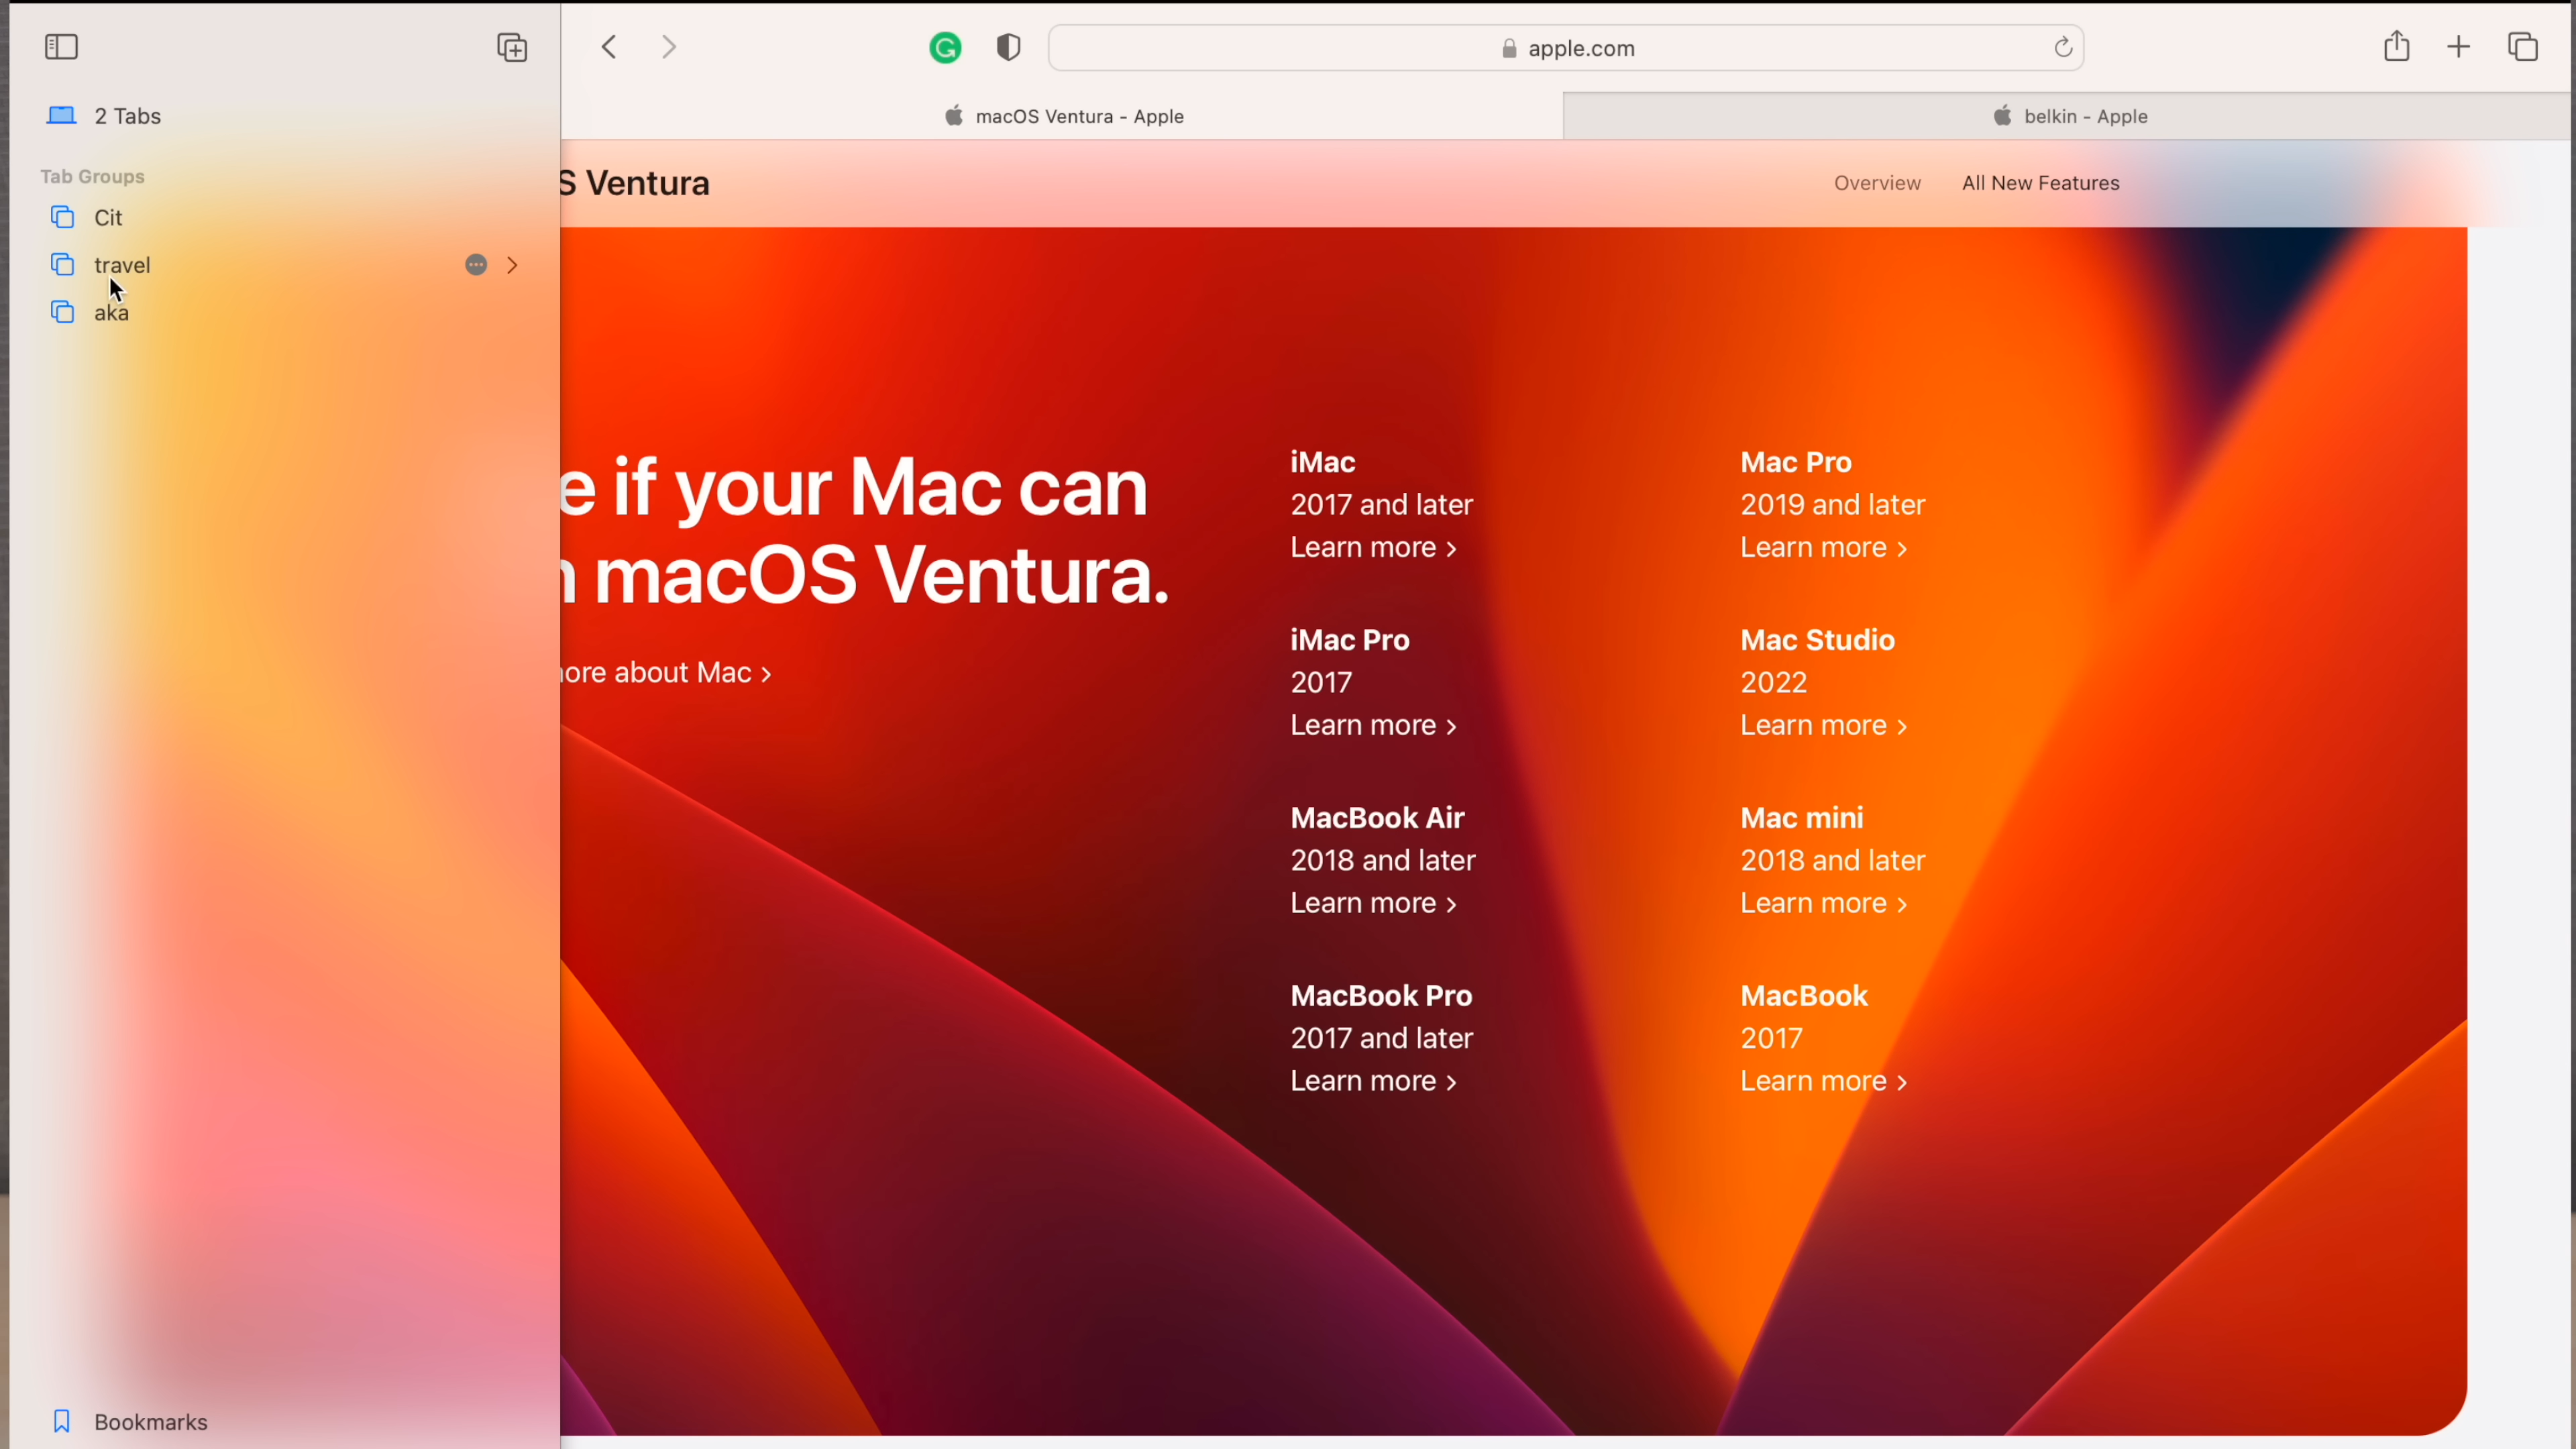 apple.com
2 Tabs
macOS Ventura - Apple
belkin - Apple
Tab Groups
Cit
travel
aka
S Ventura
Overview
All New Features
e if your Mac can
n macOS Ventura.
ore about Mac >
iMac
2017 and later
Learn more >
Mac Pro
2019 and later
Learn more >
iMac Pro
2017
Learn more >
Mac Studio
2022
Learn more >
MacBook Air
2018 and later
Learn more >
Mac mini
2018 and later
Learn more >
MacBook Pro
2017 and later
Learn more >
MacBook
2017
Learn more >
Bookmarks